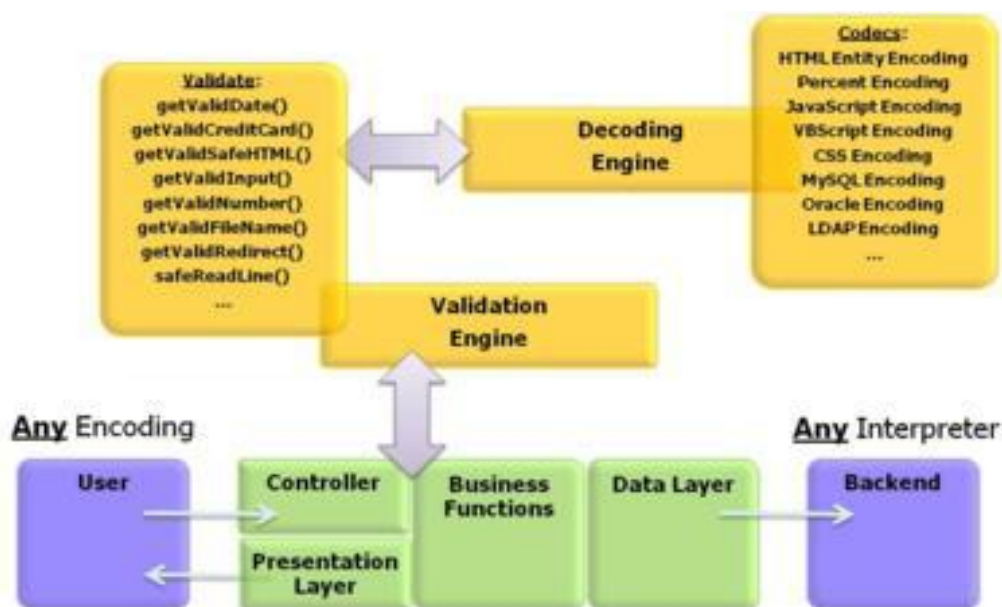 Validate:
getValidDate()
getValidCreditCard()
getValidSafeHTML()
getValidInput()
getValidNumber()
getValidFileName()
getValidRedirect()
safeReadLine()
...
Decoding
Engine
Codecs:
HTML Entity Encoding
Percent Encoding
JavaScript Encoding
VBScript Encoding
CSS Encoding
MySQL Encoding
Oracle Encoding
LDAP Encoding
...
Validation
Engine
Any Encoding
Any Interpreter
User
Controller
Presentation
Layer
Business
Functions
Data Layer
Backend